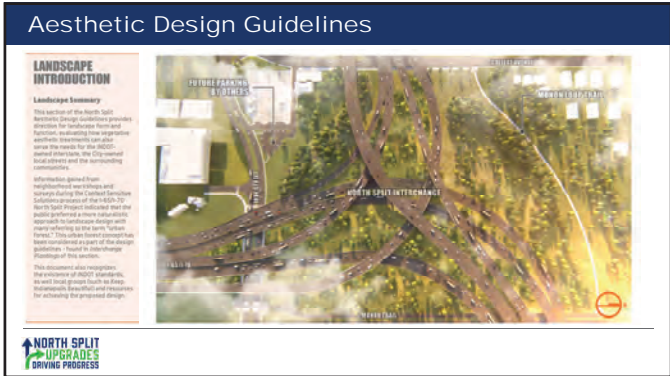 Aesthetic Design Guidelines
LANDSCAPE
INTRODUCTION
Landscape Summary
This section of the North Split
Aesthetic Design Guidelines provides
direction for landscape form and
function, evaluating how vegetative
aesthetic treatments can also
serve the needs for the INDOT-
owned interstate, the City-owned
local streets and the surrounding
communities.
Information gained from
neighborhood workshops and
surveys during the Context Sensitive
Solutions process of the I-65/I-70
North Split Project indicated that the
public preferred a more naturalistic
approach to landscape design with
many referring to the term "urban
forest." This urban forest concept has
been considered as part of the design
guidelines - found in Interchange
Plantings of this section.
This document also recognizes
the existence of INDOT standards,
as well local groups (such as Keep
Indianapolis Beautiful) and resources
for achieving the proposed design.
FUTURE PARKING
BY OTHERS
COLLEGE AVENUE
MONON LOOP TRAIL
NORTH SPLIT INTERCHANGE
MONON TRAIL
NORTH SPLIT
UPGRADES
DRIVING PROGRESS